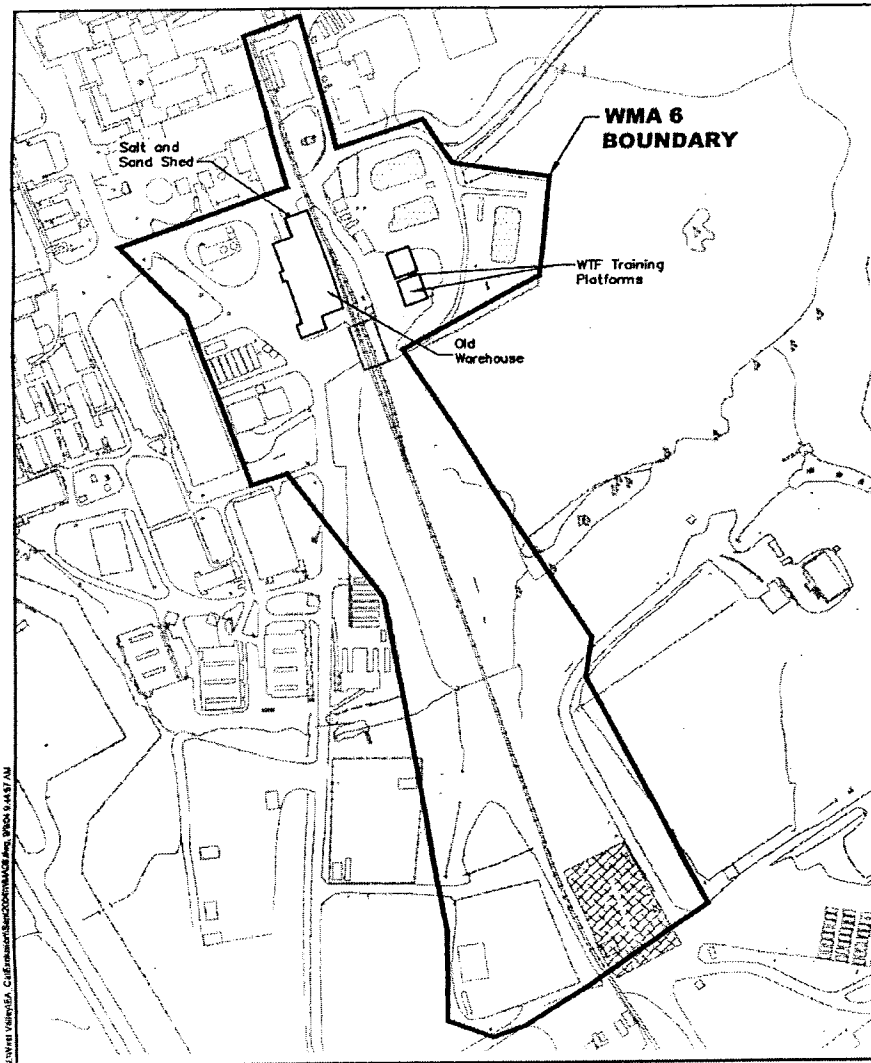 WMA 6
BOUNDARY
Salt and
Sand Shed
WTF Training
Platforms
Old
Warehouse